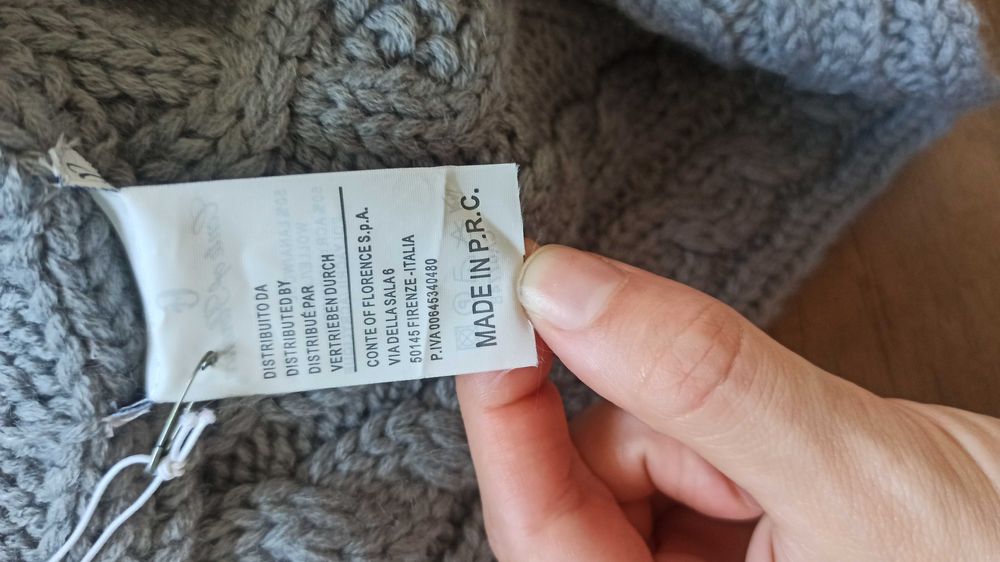 DISTRIBUITO DA
DISTRIBUTED BY
DISTRIBUÉ PAR
VERTRIEBEN DURCH
CONTE OF FLORENCE S.p.A.
VIA DELLA SALA 6
50145 FIRENZE -ITALIA
P.IVA 00645340480
MADE IN P.R.C.